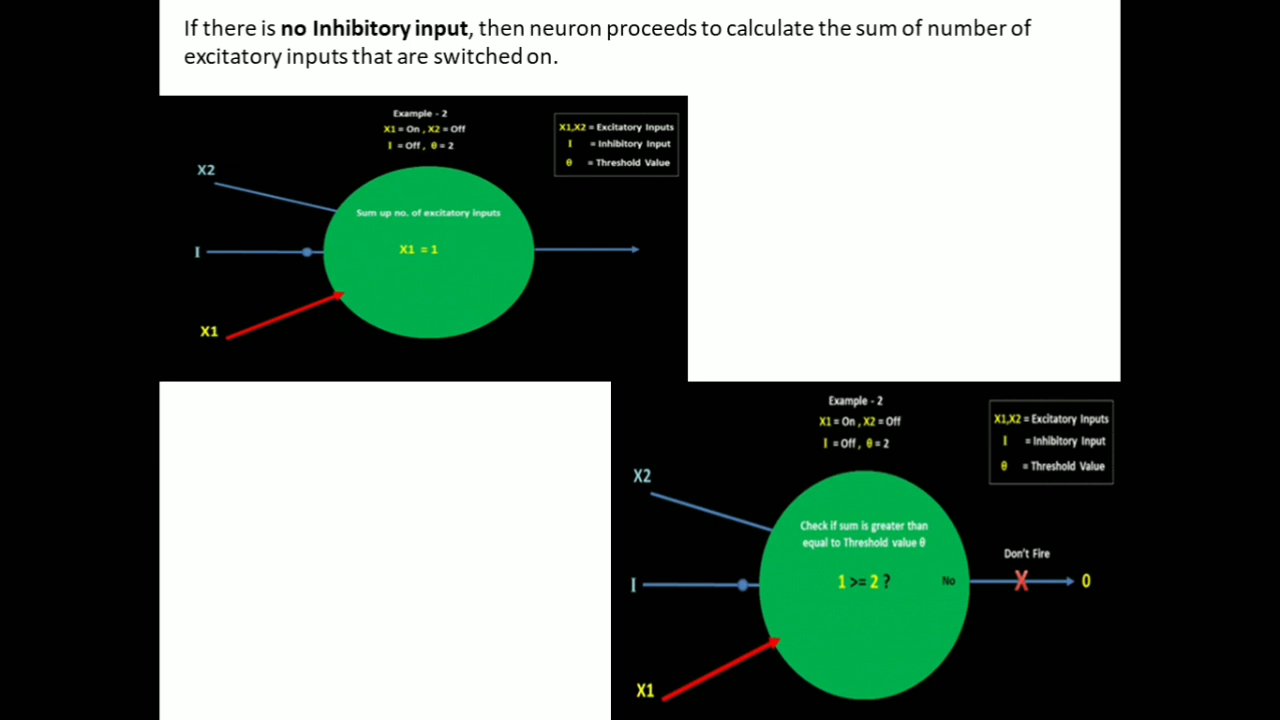 If there is no Inhibitory input, then neuron proceeds to calculate the sum of number of
excitatory inputs that are switched on.
Example - 2
X1 = On , X2 = Off
I = Off , θ = 2
X1,X2 = Excitatory Inputs
I = Inhibitory Input
θ = Threshold Value
X2
Sum up no. of excitatory inputs
X1 = 1
I
X1
Example - 2
X1 = On , X2 = Off
I = Off , θ = 2
X1,X2 = Excitatory Inputs
I = Inhibitory Input
θ = Threshold Value
X2
Check if sum is greater than
equal to Threshold value θ
1 >= 2 ?
No
Don't Fire
X
0
I
X1